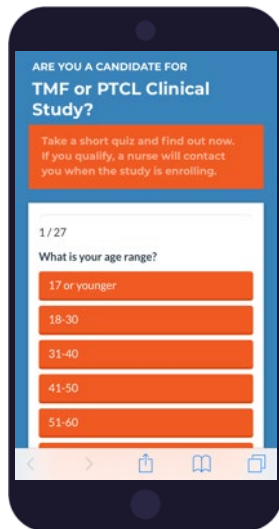 ARE YOU A CANDIDATE FOR
TMF or PTCL Clinical
Study?
Take a short quiz and find out now.
If you qualify, a nurse will contact
you when the study is enrolling.
1 / 27
What is your age range?
17 or younger
18-30
31-40
41-50
51-60